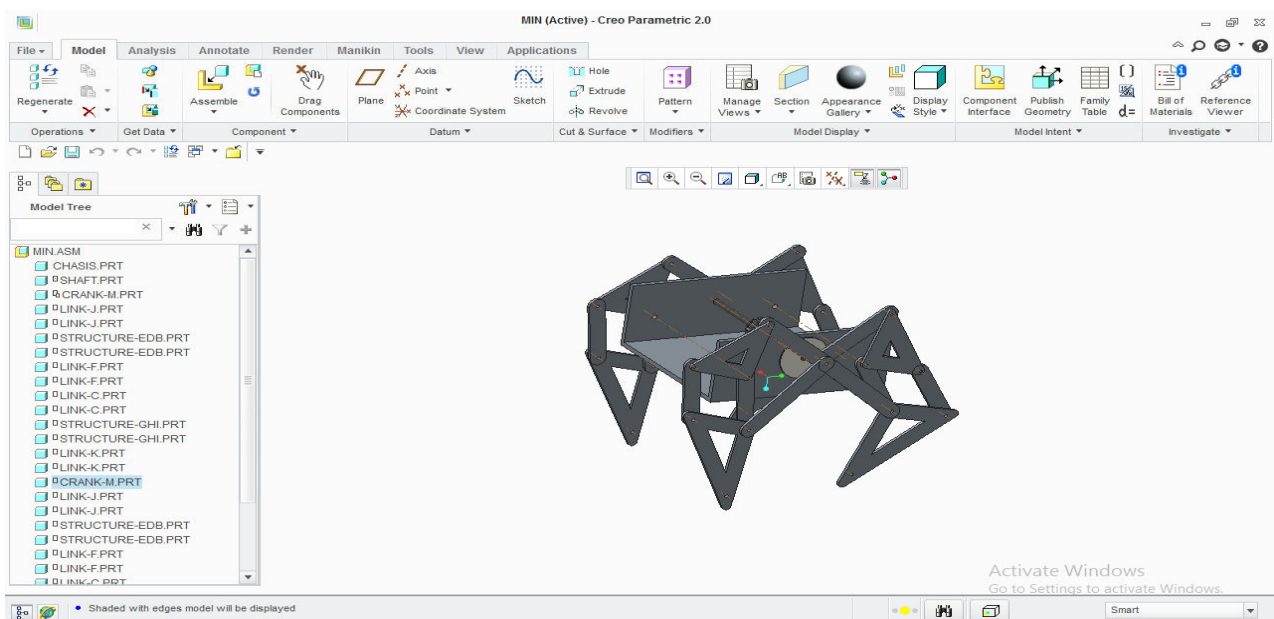 MIN (Active) - Creo Parametric 2.0
File Model Analysis Annotate Render Manikin Tools View Applications
Regenerate
Assemble
Drag
Components
Plane
Axis
Point
Coordinate System
Sketch
Hole
Extrude
Revolve
Pattern
Manage
Views
Section
Appearance
Gallery
Display
Style
Component
Interface
Publish
Geometry
Family
Table
d=
Bill of
Materials
Reference
Viewer
Operations Get Data Component Datum Cut & Surface Modifiers Model Display Model Intent Investigate
Model Tree
MIN.ASM
CHASIS.PRT
SHAFT.PRT
CRANK-M.PRT
LINK-J.PRT
LINK-J.PRT
STRUCTURE-EDB.PRT
STRUCTURE-EDB.PRT
LINK-F.PRT
LINK-F.PRT
LINK-C.PRT
LINK-C.PRT
STRUCTURE-GHI.PRT
STRUCTURE-GHI.PRT
LINK-K.PRT
LINK-K.PRT
CRANK-M.PRT
LINK-J.PRT
LINK-J.PRT
STRUCTURE-EDB.PRT
STRUCTURE-EDB.PRT
LINK-F.PRT
LINK-F.PRT
LINK-C.PRT
Activate Windows
Go to Settings to activate Windows.
Shaded with edges model will be displayed
Smart